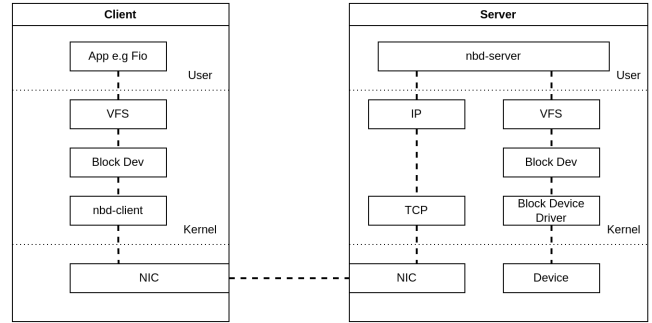 Client
App e.g Fio
User
VFS
Block Dev
nbd-client
Kernel
NIC
Server
nbd-server
User
IP
VFS
Block Dev
TCP
Block Device
Driver
Kernel
NIC
Device